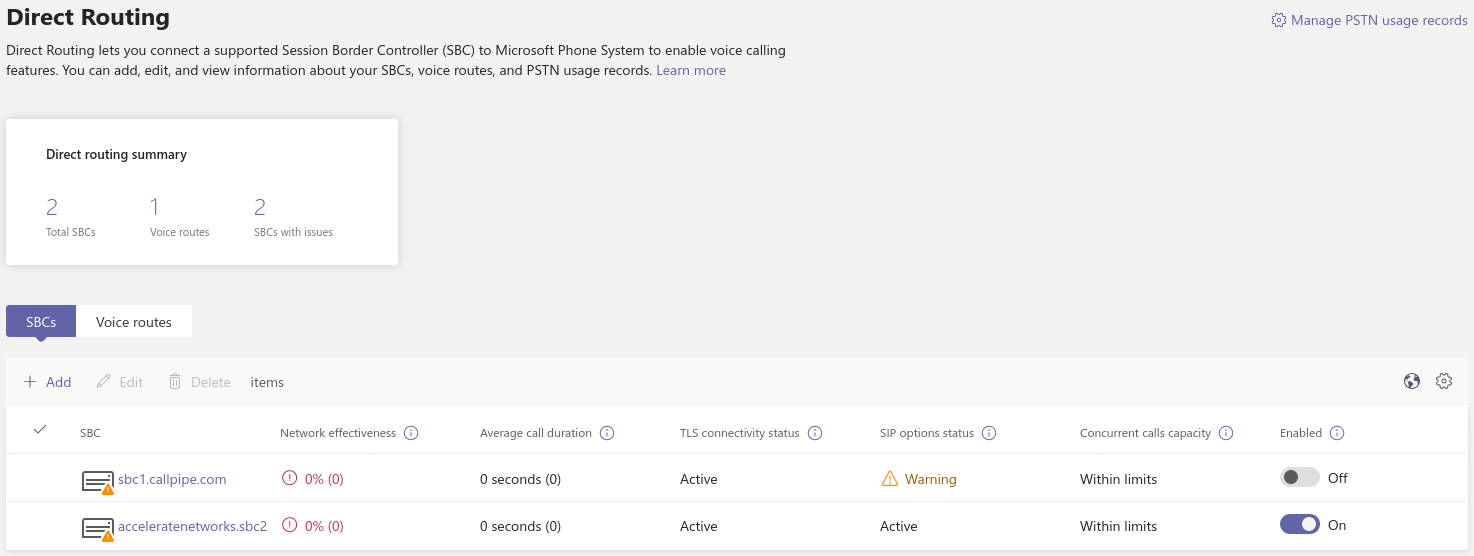 Direct Routing
Manage PSTN usage records
Direct Routing lets you connect a supported Session Border Controller (SBC) to Microsoft Phone System to enable voice calling
features. You can add, edit, and view information about your SBCs, voice routes, and PSTN usage records. Learn more
Direct routing summary
2 1 2
Total SBCs Voice routes SBCs with issues
SBCs Voice routes
Add Edit Delete items
SBC Network effectiveness Average call duration TLS connectivity status SIP options status Concurrent calls capacity Enabled
sbc1.callpipe.com 0% (0) 0 seconds (0) Active Warning Within limits Off
acceleratenetworks.sbc2 0% (0) 0 seconds (0) Active Active Within limits On